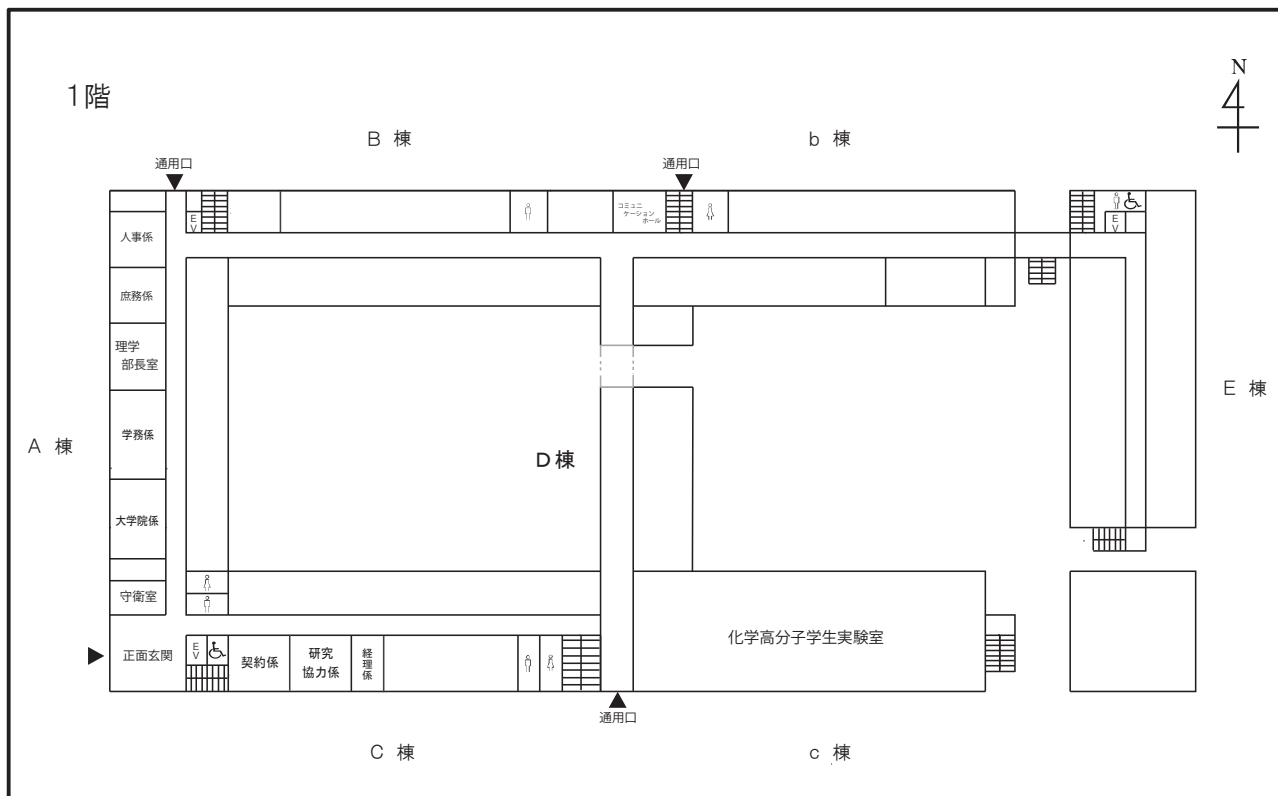 N
1階
B 棟
b 棟
通用口
通用口
E
V
コミュニ
ケーション
ホール
E
V
人事係
庶務係
理学
部長室
E 棟
学務係
A 棟
D棟
大学院係
守衛室
正面玄関
E
V
契約係
研究
協力係
経
理
係
化学高分子学生実験室
通用口
C 棟
c 棟